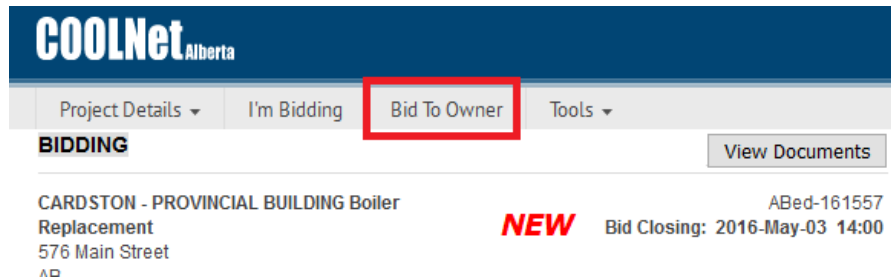 COOLNet Alberta
Project Details I'm Bidding Bid To Owner Tools
BIDDING
View Documents
CARDSTON - PROVINCIAL BUILDING Boiler
Replacement
576 Main Street
AB
NEW
ABed-161557
Bid Closing: 2016-May-03 14:00